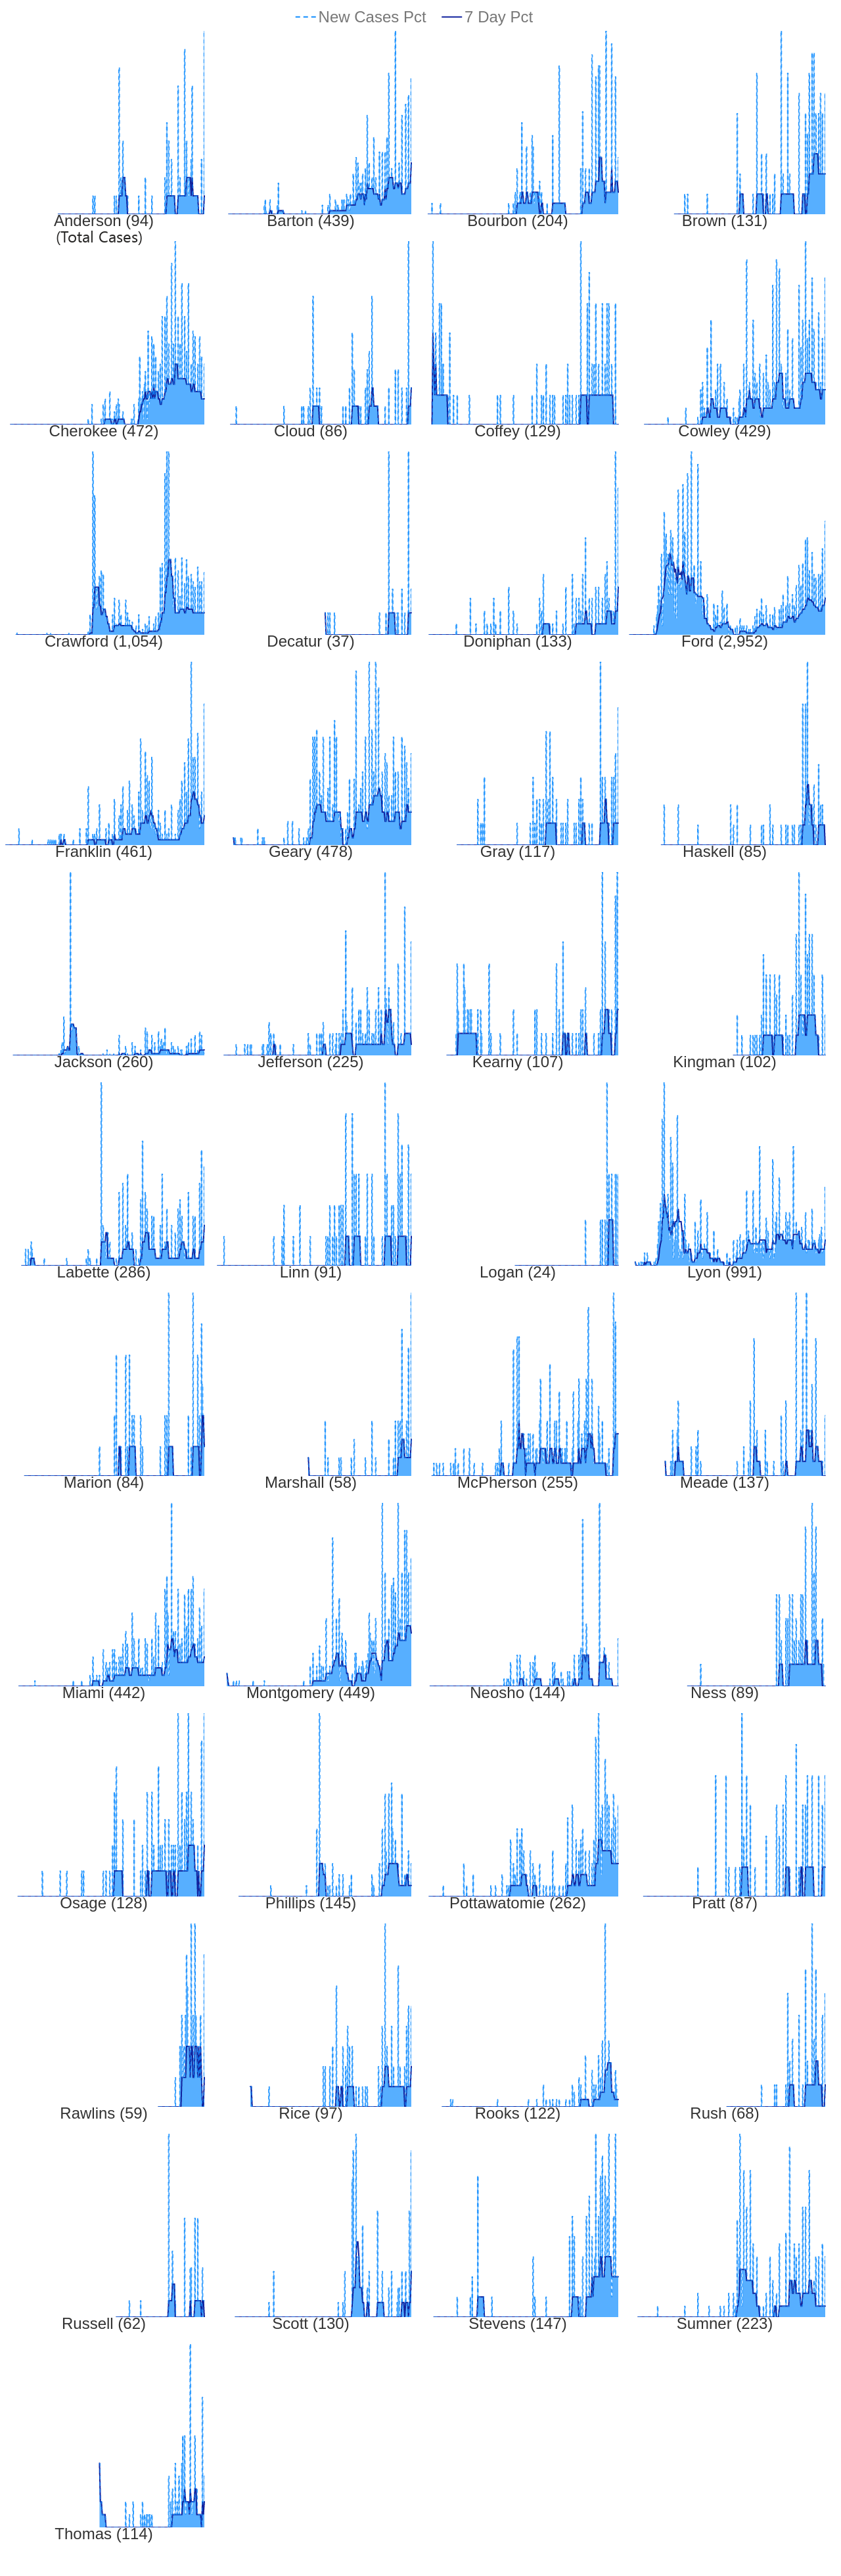 New Cases Pct 7 Day Pct
Anderson (94) Barton (439) Bourbon (204) Brown (131)
(Total Cases)
Cherokee (472) Cloud (86) Coffey (129) Cowley (429)
Crawford (1,054) Decatur (37) Doniphan (133) Ford (2,952)
Franklin (461) Geary (478) Gray (117) Haskell (85)
Jackson (260) Jefferson (225) Kearny (107) Kingman (102)
Labette (286) Linn (91) Logan (24) Lyon (991)
Marion (84) Marshall (58) McPherson (255) Meade (137)
Miami (442) Montgomery (449) Neosho (144) Ness (89)
Osage (128) Phillips (145) Pottawatomie (262) Pratt (87)
Rawlins (59) Rice (97) Rooks (122) Rush (68)
Russell (62) Scott (130) Stevens (147) Sumner (223)
Thomas (114)